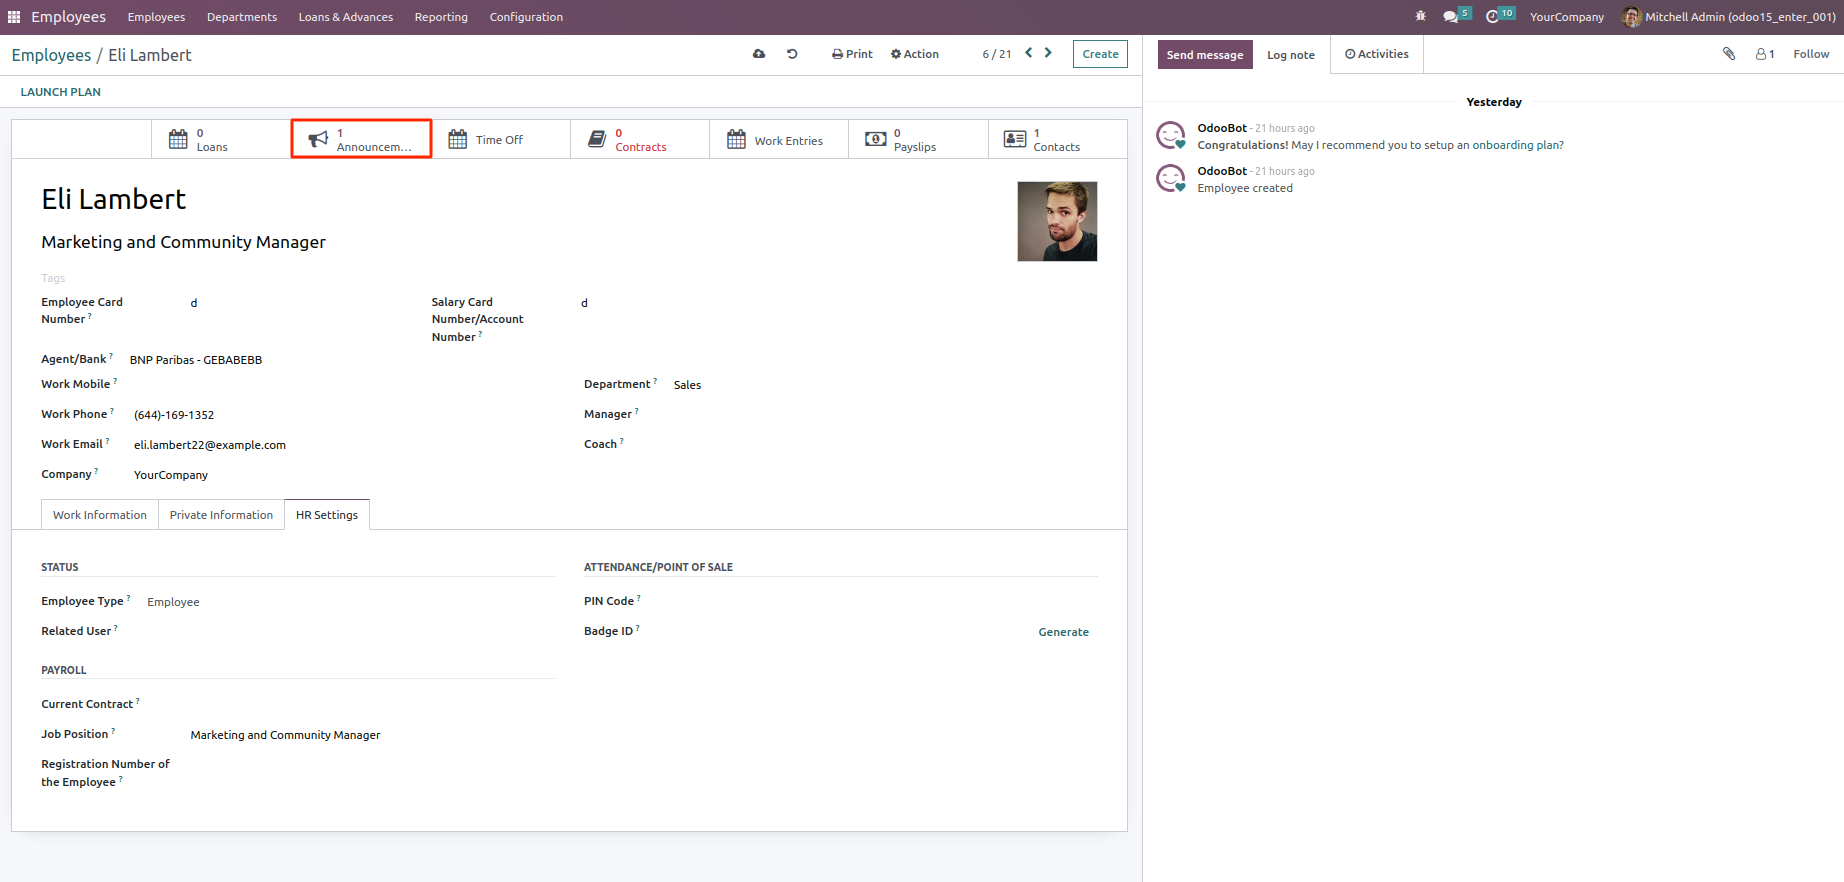 Employees Employees Departments Loans & Advances Reporting Configuration 5 10 YourCompany Mitchell Admin (odoo15_enter_001)
Employees / Eli Lambert Print Action 6 / 21 Create
LAUNCH PLAN
0 Loans
1 Announcem...
Time Off
0 Contracts
Work Entries
0 Payslips
1 Contacts
Eli Lambert
Marketing and Community Manager
Tags
Employee Card Number ? d
Salary Card Number/Account Number ? d
Agent/Bank ? BNP Paribas - GEBABEBB
Work Mobile ?
Work Phone ? (644)-169-1352
Work Email ? eli.lambert22@example.com
Company ? YourCompany
Department ? Sales
Manager ?
Coach ?
Work Information Private Information HR Settings
STATUS
Employee Type ? Employee
Related User ?
ATTENDANCE/POINT OF SALE
PIN Code ?
Badge ID ? Generate
PAYROLL
Current Contract ?
Job Position ? Marketing and Community Manager
Registration Number of the Employee ?
Send message Log note Activities 1 Follow
Yesterday
OdooBot - 21 hours ago
Congratulations! May I recommend you to setup an onboarding plan?
OdooBot - 21 hours ago
Employee created